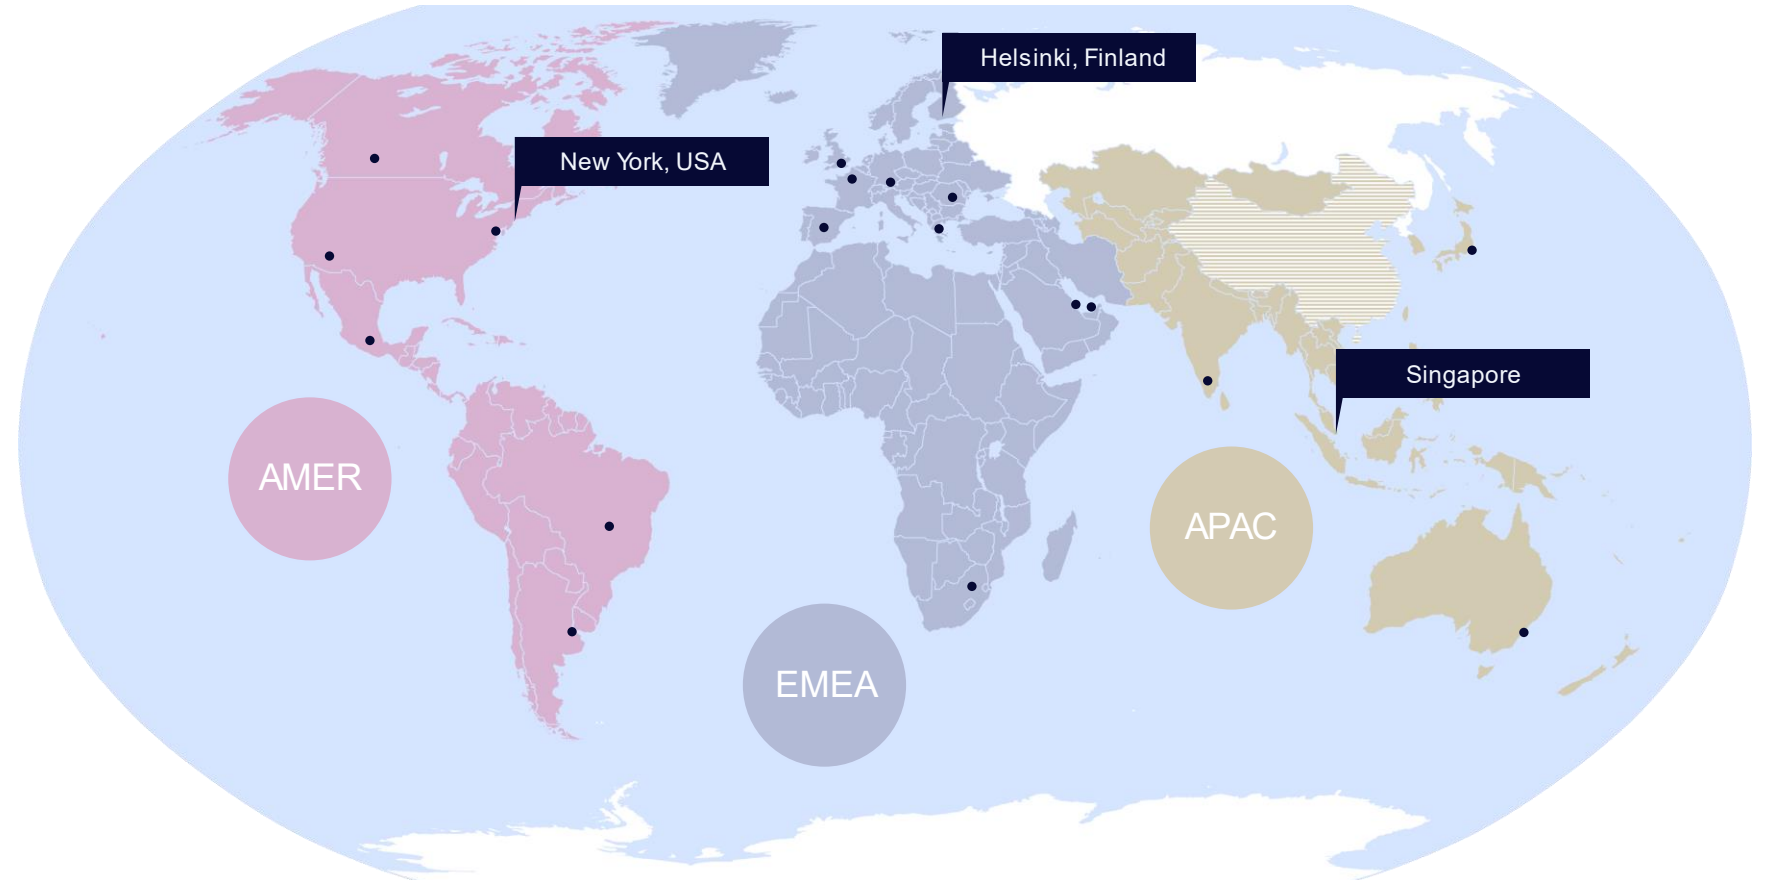 Helsinki, Finland
New York, USA
Singapore
AMER
APAC
EMEA